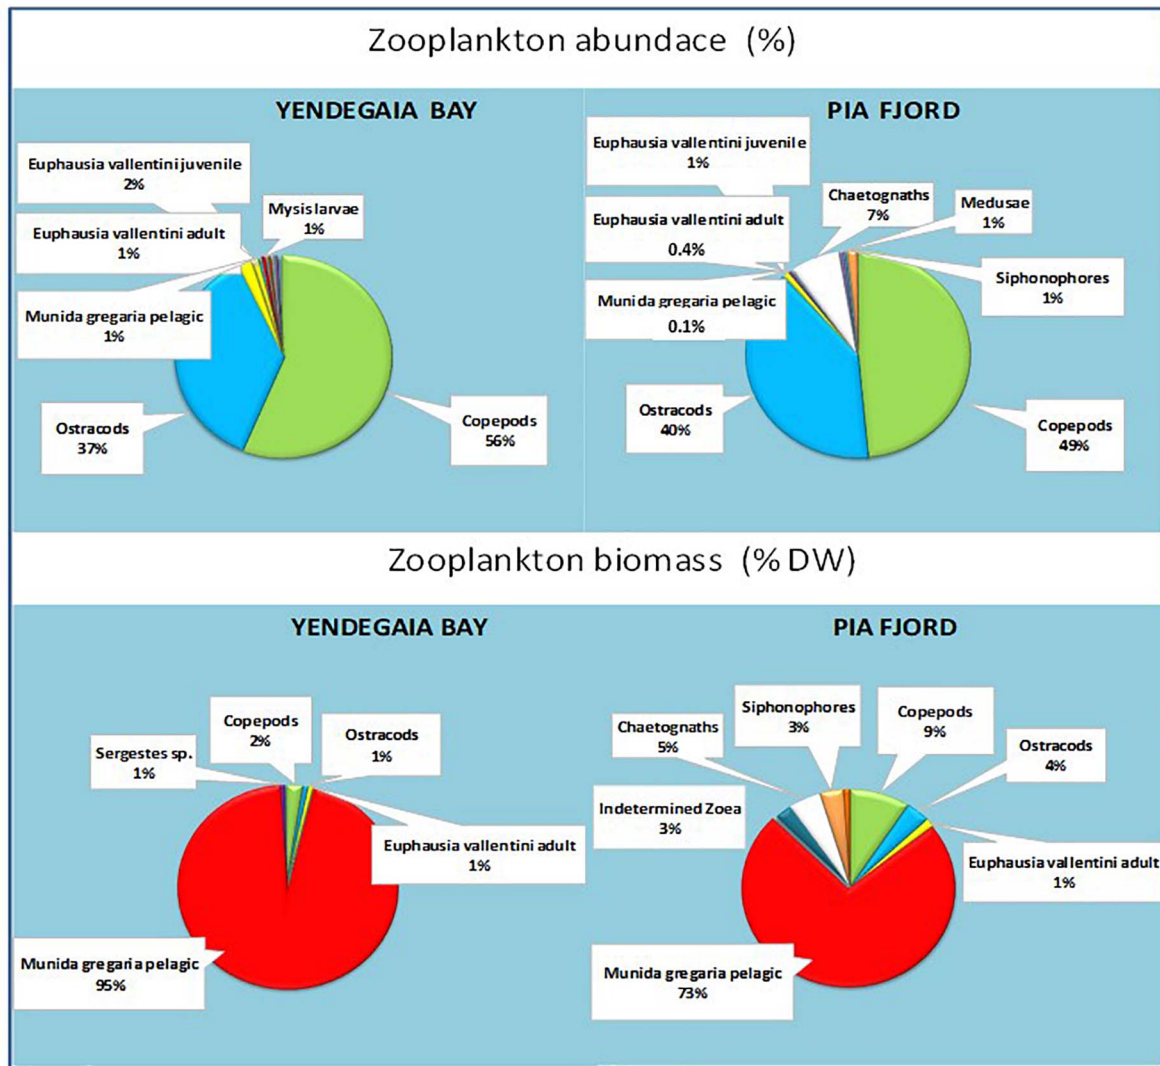 Zooplankton abundace (%)
YENDEGAIA BAY
Euphausia vallentini juvenile
2%
Mysis larvae
1%
Euphausia vallentini adult
1%
Munida gregaria pelagic
1%
Ostracods
37%
Copepods
56%
PIA FJORD
Euphausia vallentini juvenile
1%
Chaetognaths
7%
Medusae
1%
Euphausia vallentini adult
0.4%
Siphonophores
1%
Munida gregaria pelagic
0.1%
Ostracods
40%
Copepods
49%
Zooplankton biomass (% DW)
YENDEGAIA BAY
Copepods
2%
Ostracods
1%
Sergestes sp.
1%
Euphausia vallentini adult
1%
Munida gregaria pelagic
95%
PIA FJORD
Siphonophores
3%
Copepods
9%
Chaetognaths
5%
Ostracods
4%
Indetermined Zoea
3%
Euphausia vallentini adult
1%
Munida gregaria pelagic
73%